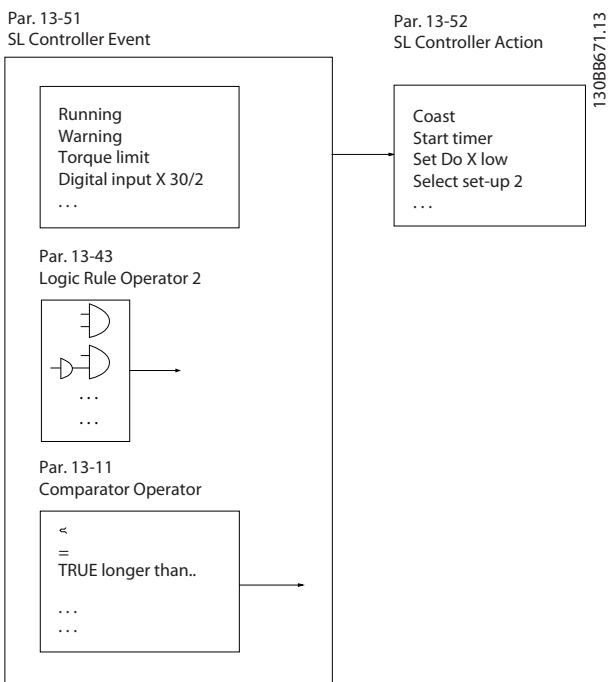 Par. 13-51
SL Controller Event
Par. 13-52
SL Controller Action
130BB671.13
Running
Warning
Torque limit
Digital input X 30/2
. . .
Coast
Start timer
Set Do X low
Select set-up 2
. . .
Par. 13-43
Logic Rule Operator 2
. . .
. . .
Par. 13-11
Comparator Operator
=
TRUE longer than..
. . .
. . .